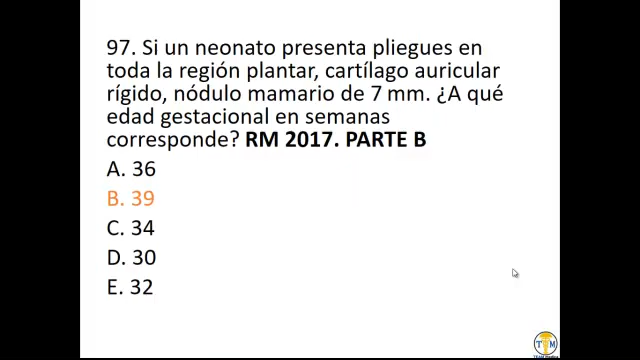 97. Si un neonato presenta pliegues en
toda la región plantar, cartílago auricular
rígido, nódulo mamario de 7 mm. ¿A qué
edad gestacional en semanas
corresponde? RM 2017. PARTE B
A. 36
B. 39
C. 34
D. 30
E. 32